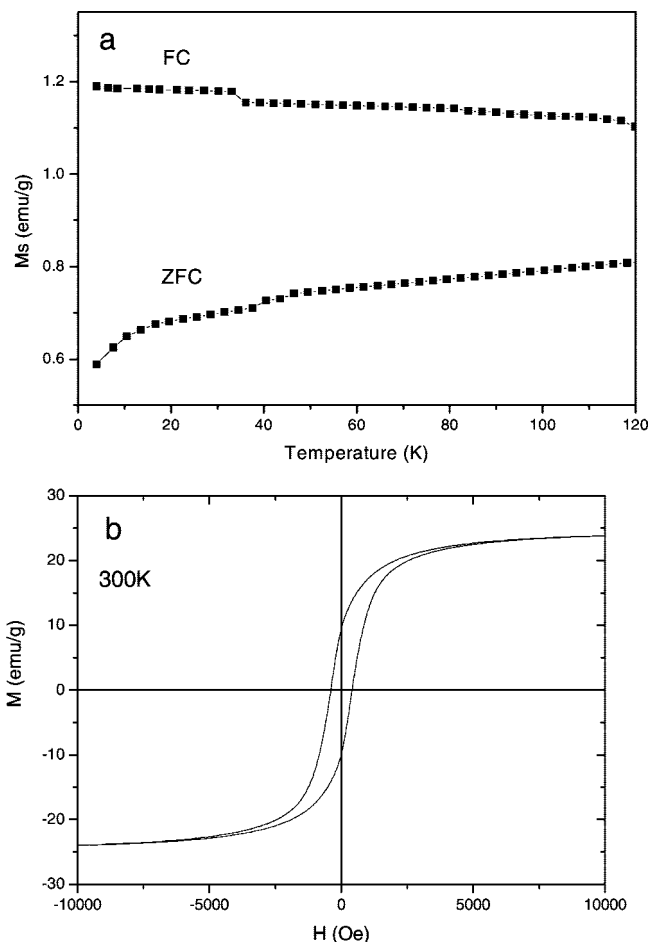 a
FC
ZFC
1.2
1.0
0.8
0.6
Ms (emu/g)
0 20 40 60 80 100 120
Temperature (K)
b
300K
30
20
10
0
-10
-20
-30
M (emu/g)
-10000 -5000 0 5000 10000
H (Oe)